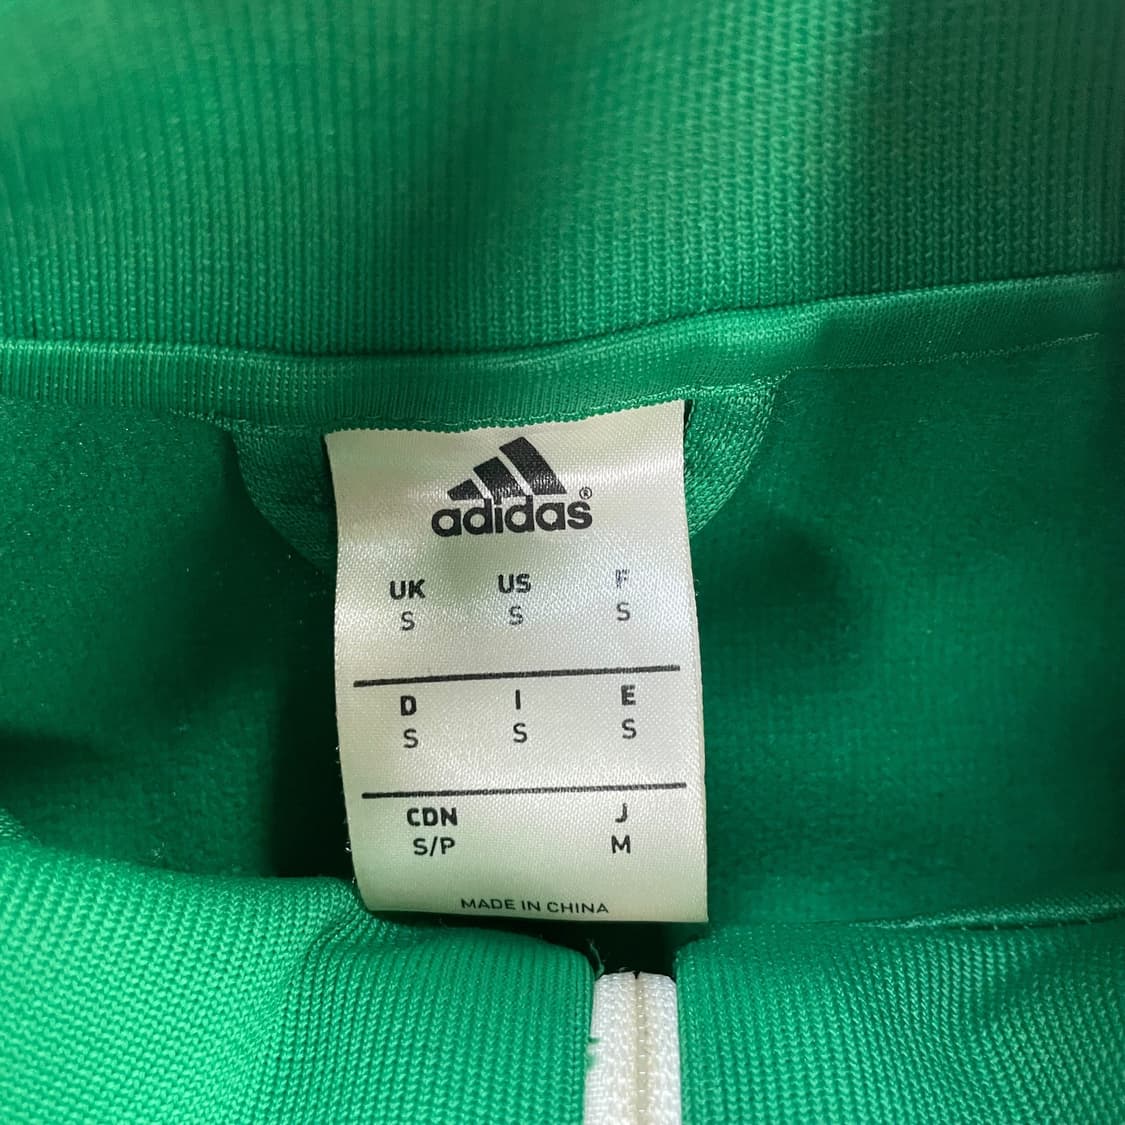 adidas®
UK US F
S S S
D I E
S S S
CDN J
S/P M
MADE IN CHINA